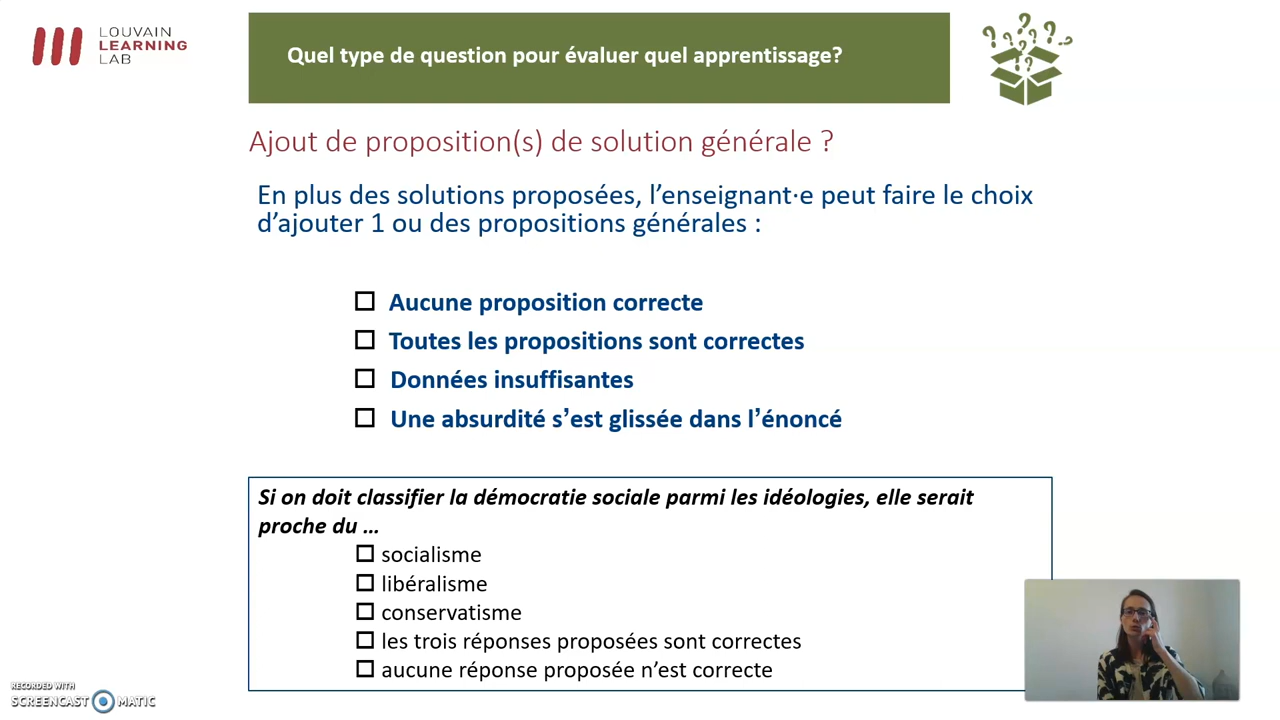 LOUVAIN
LEARNING
LAB
Quel type de question pour évaluer quel apprentissage?
Ajout de proposition(s) de solution générale ?
En plus des solutions proposées, l’enseignant·e peut faire le choix
d’ajouter 1 ou des propositions générales :
Aucune proposition correcte
Toutes les propositions sont correctes
Données insuffisantes
Une absurdité s’est glissée dans l’énoncé
Si on doit classifier la démocratie sociale parmi les idéologies, elle serait
proche du …
socialisme
libéralisme
conservatisme
les trois réponses proposées sont correctes
aucune réponse proposée n’est correcte
RECORDED WITH
SCREENCAST MATIC